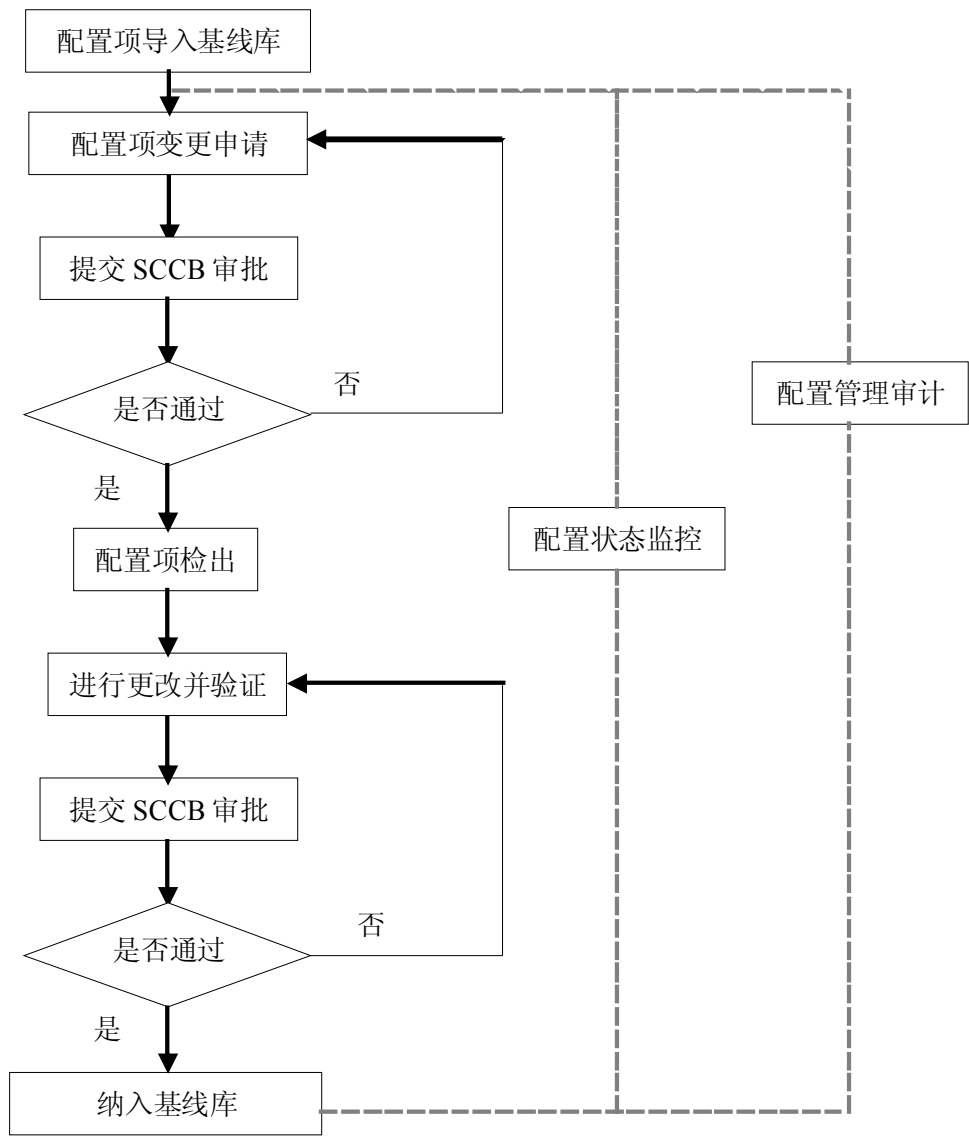 配置项导入基线库
配置项变更申请
提交 SCCB 审批
否
是否通过
配置管理审计
是
配置状态监控
配置项检出
进行更改并验证
提交 SCCB 审批
否
是否通过
是
纳入基线库